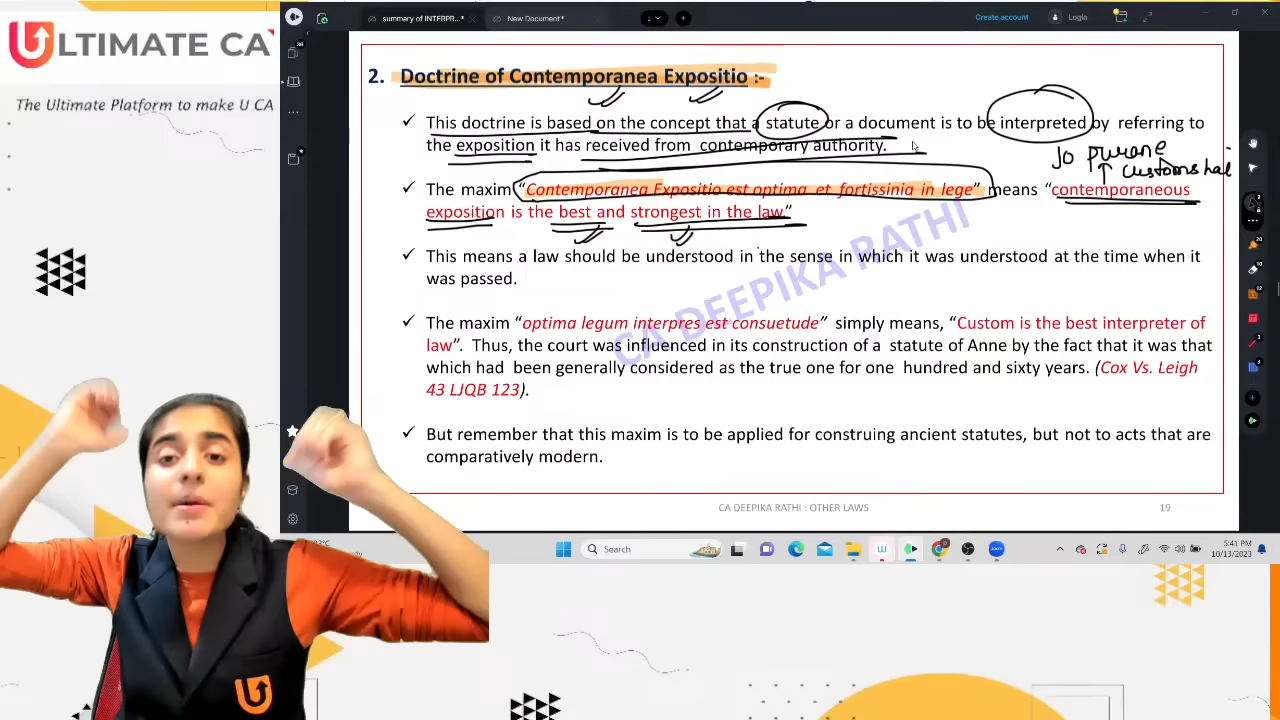 ULTIMATE CA
The Ultimate Platform to make U CA
summary of INTERPR...*
New Document*
Create account
Login
2. Doctrine of Contemporanea Expositio :-
✓ This doctrine is based on the concept that a statute or a document is to be interpreted by referring to
the exposition it has received from contemporary authority.
jo purane
customs hai
✓ The maxim “Contemporanea Expositio est optima et fortissinia in lege” means “contemporaneous
exposition is the best and strongest in the law.”
✓ This means a law should be understood in the sense in which it was understood at the time when it
was passed.
✓ The maxim “optima legum interpres est consuetude” simply means, “Custom is the best interpreter of
law”. Thus, the court was influenced in its construction of a statute of Anne by the fact that it was that
which had been generally considered as the true one for one hundred and sixty years. (Cox Vs. Leigh
43 LJQB 123).
✓ But remember that this maxim is to be applied for construing ancient statutes, but not to acts that are
comparatively modern.
CA DEEPIKA RATHI
CA DEEPIKA RATHI : OTHER LAWS
19
Search
5:41 PM
10/13/2023